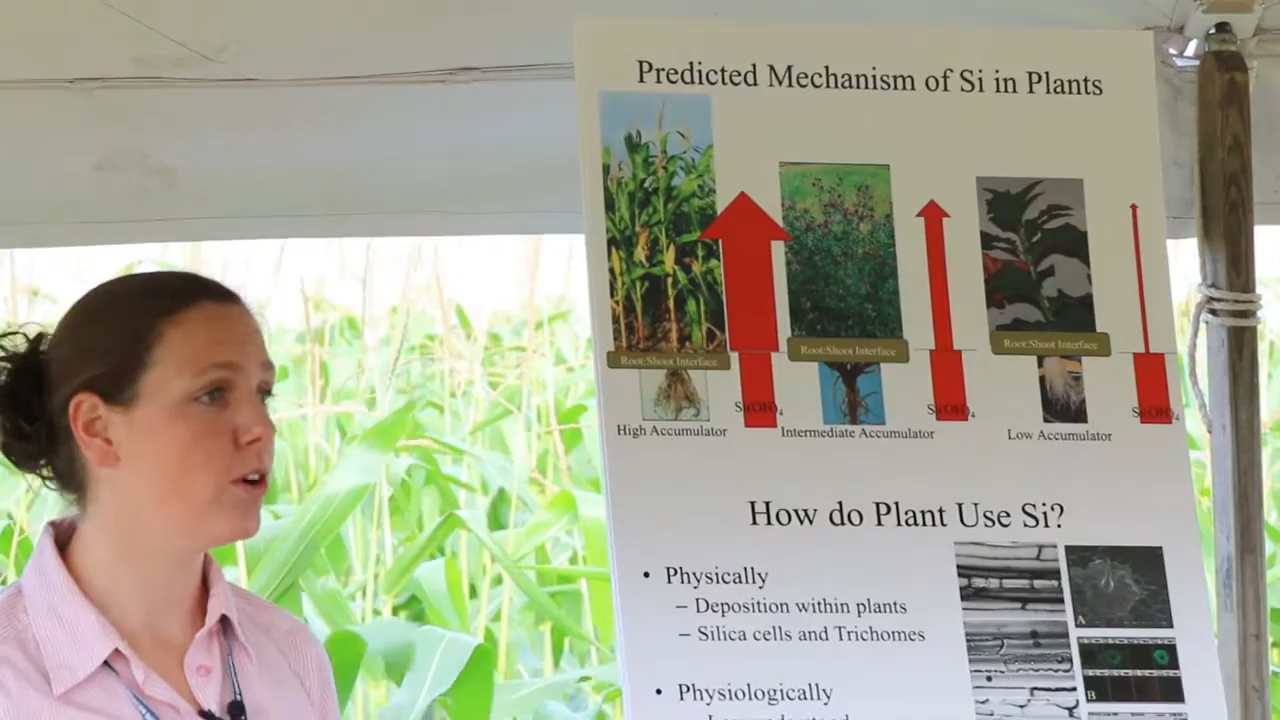 Predicted Mechanism of Si in Plants
Root:Shoot Interface
Root:Shoot Interface
Root:Shoot Interface
Si(OH)4
Si(OH)4
Si(OH)4
High Accumulator
Intermediate Accumulator
Low Accumulator
How do Plant Use Si?
• Physically
– Deposition within plants
– Silica cells and Trichomes
A
B
• Physiologically